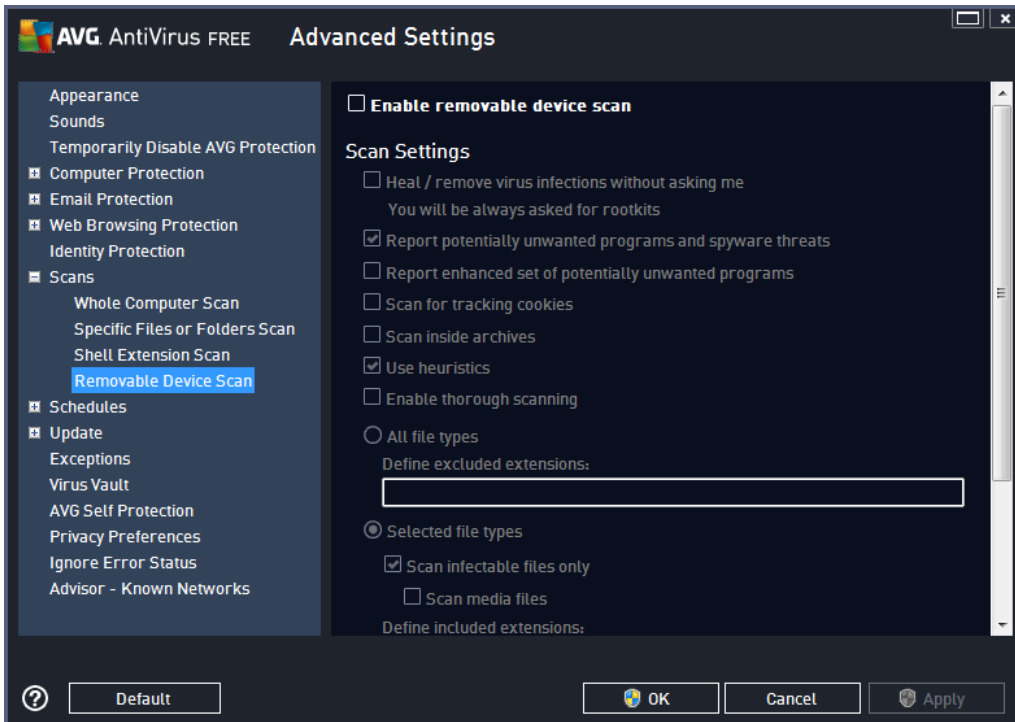 AVG. AntiVirus FREE Advanced Settings
Appearance
Sounds
Temporarily Disable AVG Protection
Computer Protection
Email Protection
Web Browsing Protection
Identity Protection
Scans
Whole Computer Scan
Specific Files or Folders Scan
Shell Extension Scan
Removable Device Scan
Schedules
Update
Exceptions
Virus Vault
AVG Self Protection
Privacy Preferences
Ignore Error Status
Advisor - Known Networks
Enable removable device scan
Scan Settings
Heal / remove virus infections without asking me
You will be always asked for rootkits
Report potentially unwanted programs and spyware threats
Report enhanced set of potentially unwanted programs
Scan for tracking cookies
Scan inside archives
Use heuristics
Enable thorough scanning
All file types
Define excluded extensions:
Selected file types
Scan infectable files only
Scan media files
Define included extensions:
? Default OK Cancel Apply